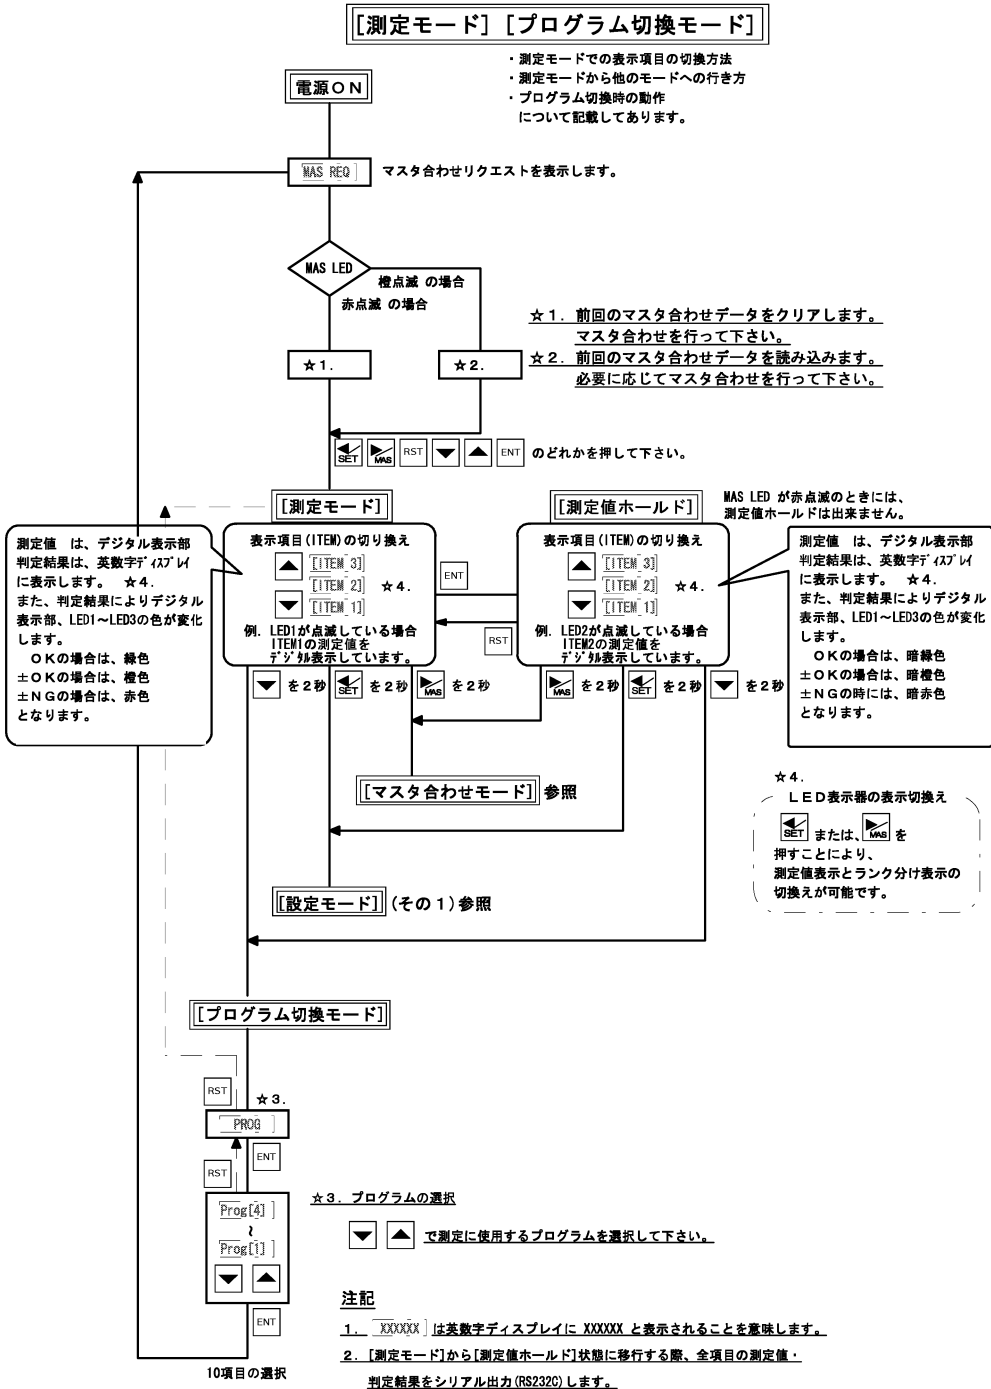 [測定モード] [プログラム切換モード]
・測定モードでの表示項目の切換方法
・測定モードから他のモードへの行き方
・プログラム切換時の動作
について記載してあります。
電源ON
MAS REQ
マスタ合わせリクエストを表示します。
MAS LED
橙点滅 の場合
赤点滅 の場合
☆1.
☆2.
☆1. 前回のマスタ合わせデータをクリアします。
マスタ合わせを行って下さい。
☆2. 前回のマスタ合わせデータを読み込みます。
必要に応じてマスタ合わせを行って下さい。
◀/SET ▶/MAS RST ▼ ▲ ENT のどれかを押して下さい。
[測定モード]
表示項目(ITEM)の切り換え
▲ [ITEM 3]
[ITEM 2] ☆4.
▼ [ITEM 1]
例. LED1が点滅している場合
ITEM1の測定値を
デジタル表示しています。
▼ を2秒 ◀/SET を2秒 ▶/MAS を2秒
ENT
RST
[測定値ホールド]
表示項目(ITEM)の切り換え
▲ [ITEM 3]
[ITEM 2] ☆4.
▼ [ITEM 1]
例. LED2が点滅している場合
ITEM2の測定値を
デジタル表示しています。
▶/MAS を2秒 ◀/SET を2秒 ▼ を2秒
MAS LED が赤点滅のときには、
測定値ホールドは出来ません。
測定値 は、デジタル表示部
判定結果は、英数字ディスプレイ
に表示します。 ☆4.
また、判定結果によりデジタル
表示部、LED1～LED3の色が変化
します。
OKの場合は、緑色
±OKの場合は、橙色
±NGの場合は、赤色
となります。
測定値 は、デジタル表示部
判定結果は、英数字ディスプレイ
に表示します。 ☆4.
また、判定結果によりデジタル
表示部、LED1～LED3の色が変化
します。
OKの場合は、暗緑色
±OKの場合は、暗橙色
±NGの時には、暗赤色
となります。
[マスタ合わせモード] 参照
☆4.
LED表示器の表示切換え
◀/SET または、▶/MAS を
押すことにより、
測定値表示とランク分け表示の
切換えが可能です。
[設定モード] (その1)参照
[プログラム切換モード]
RST
☆3.
PROG
ENT
RST
Prog[4]
～
Prog[1]
▼ ▲
ENT
10項目の選択
☆3. プログラムの選択
▼ ▲ で測定に使用するプログラムを選択して下さい。
注記
1. XXXXXX は英数字ディスプレイに XXXXXX と表示されることを意味します。
2. [測定モード]から[測定値ホールド]状態に移行する際、全項目の測定値・
判定結果をシリアル出力(RS232C)します。